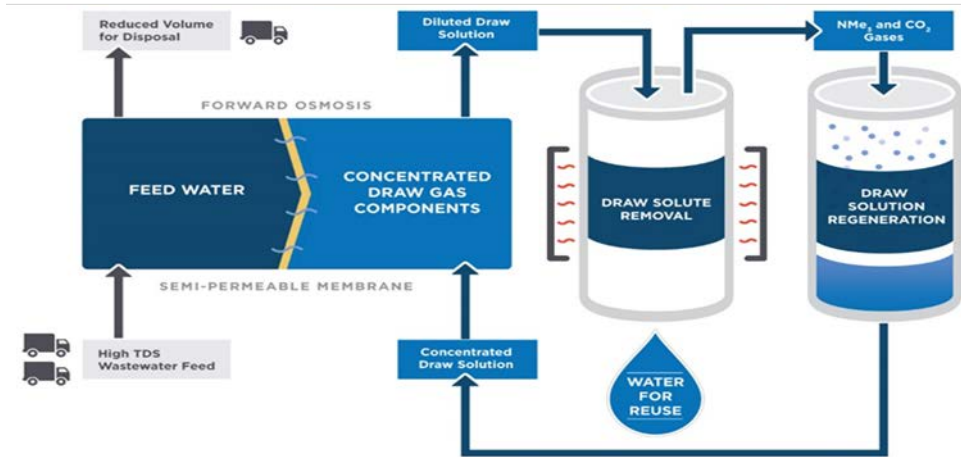 Reduced Volume
for Disposal
Diluted Draw
Solution
NMe₃ and CO₂
Gases
FORWARD OSMOSIS
FEED WATER
CONCENTRATED
DRAW GAS
COMPONENTS
DRAW SOLUTE
REMOVAL
DRAW
SOLUTION
REGENERATION
SEMI-PERMEABLE MEMBRANE
High TDS
Wastewater Feed
Concentrated
Draw Solution
WATER
FOR
REUSE